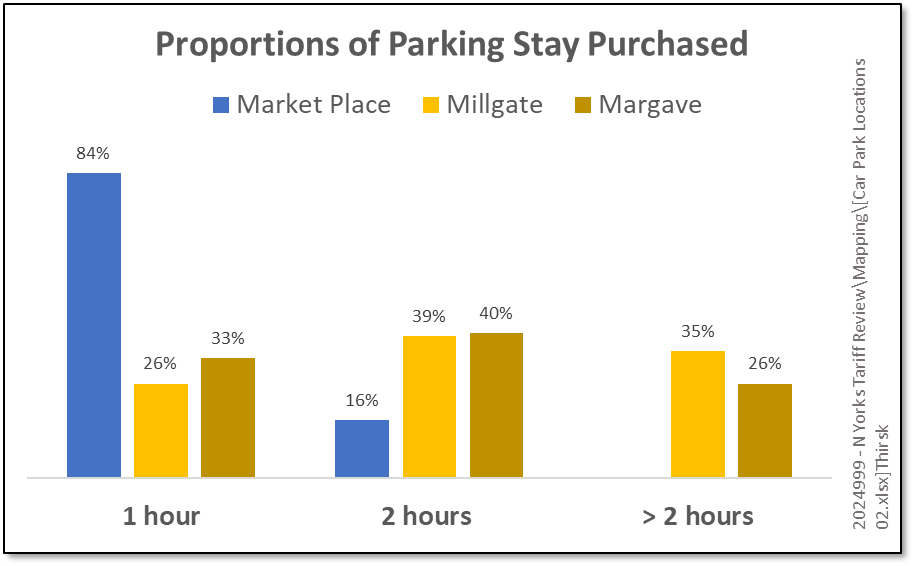 Proportions of Parking Stay Purchased
Market Place Millgate Margave
84%
26%
33%
16%
39%
40%
35%
26%
1 hour 2 hours > 2 hours
2024999 - N Yorks Tariff Review\Mapping\[Car Park Locations
02.xlsx]Thirsk